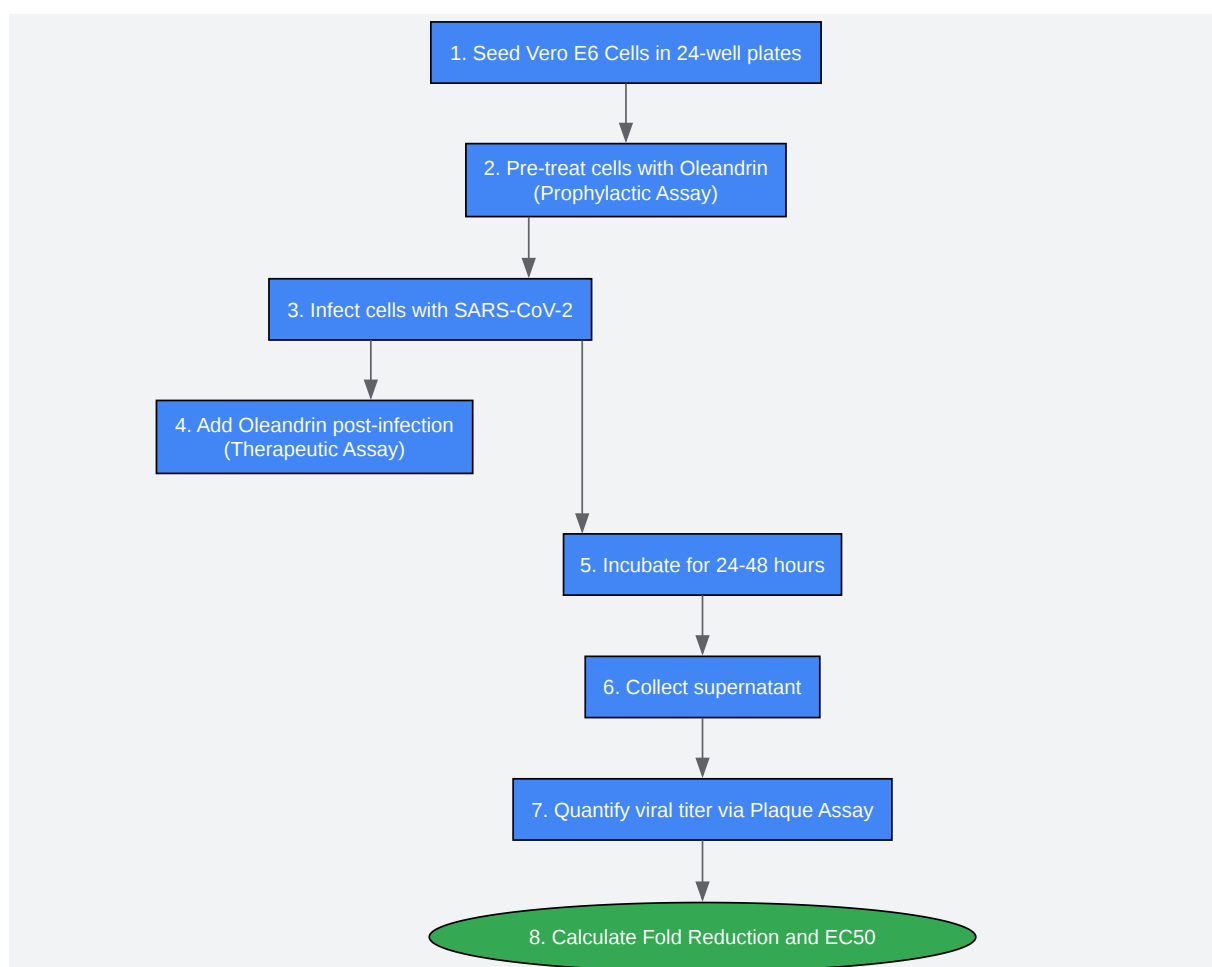 1. Seed Vero E6 Cells in 24-well plates
2. Pre-treat cells with Oleandrin
(Prophylactic Assay)
3. Infect cells with SARS-CoV-2
4. Add Oleandrin post-infection
(Therapeutic Assay)
5. Incubate for 24-48 hours
6. Collect supernatant
7. Quantify viral titer via Plaque Assay
8. Calculate Fold Reduction and EC50